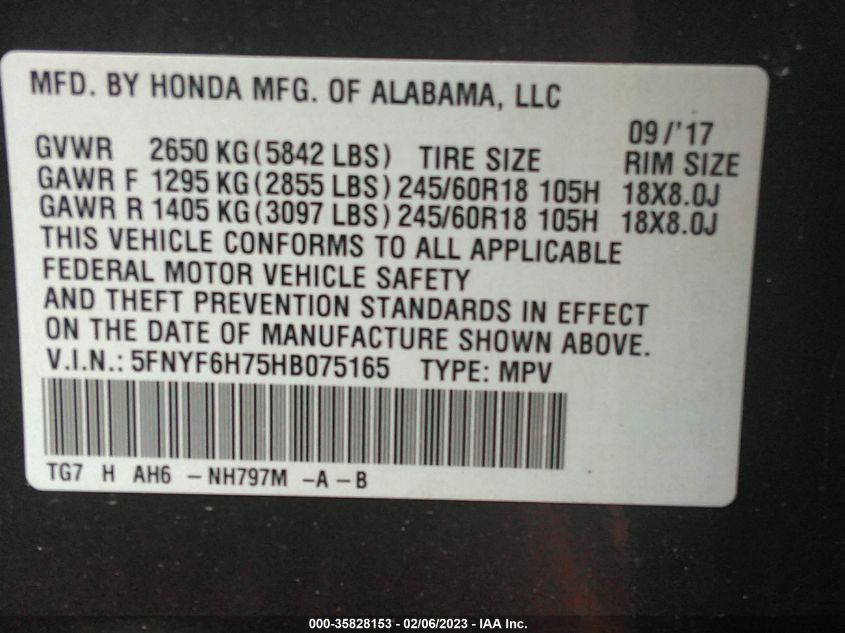 MFD. BY HONDA MFG. OF ALABAMA, LLC
09/'17
GVWR 2650 KG(5842 LBS) TIRE SIZE RIM SIZE
GAWR F 1295 KG(2855 LBS) 245/60R18 105H 18X8.0J
GAWR R 1405 KG(3097 LBS) 245/60R18 105H 18X8.0J
THIS VEHICLE CONFORMS TO ALL APPLICABLE
FEDERAL MOTOR VEHICLE SAFETY
AND THEFT PREVENTION STANDARDS IN EFFECT
ON THE DATE OF MANUFACTURE SHOWN ABOVE.
V.I.N.: 5FNYF6H75HB075165 TYPE: MPV
TG7 H AH6 -NH797M -A-B
000-35828153 - 02/06/2023 - IAA Inc.